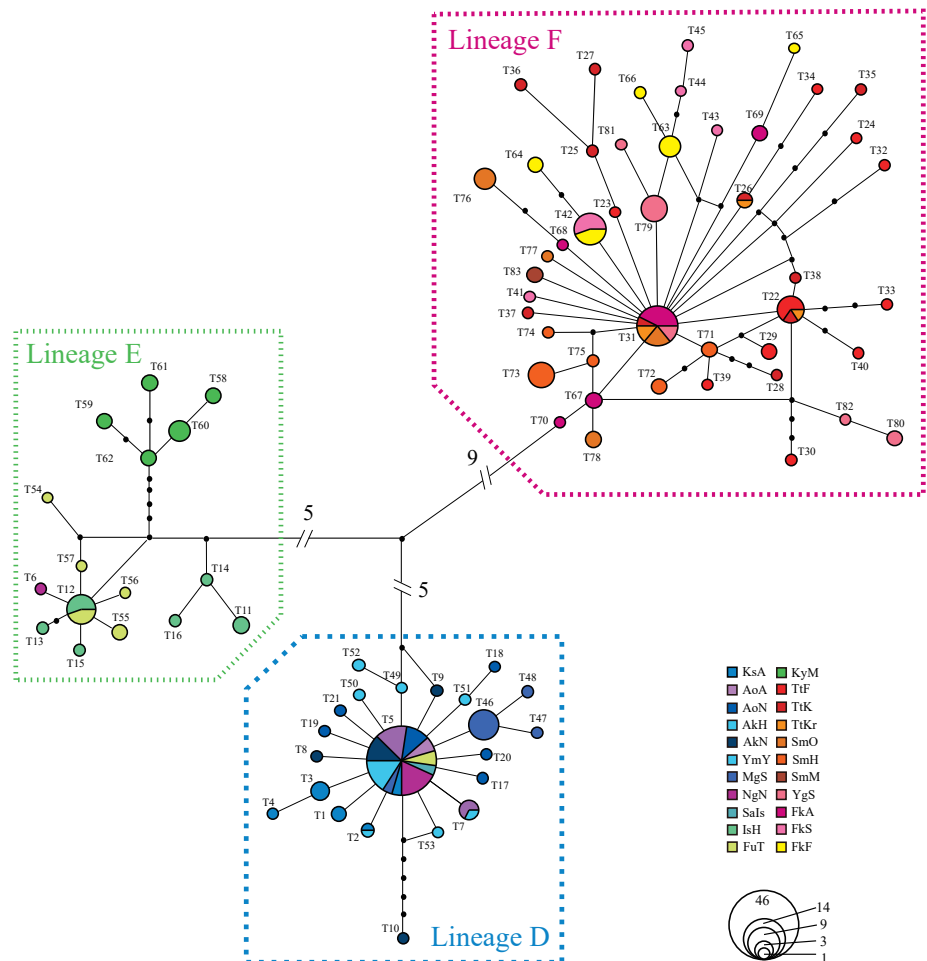 Lineage F
T45
T65
T27
T36
T66
T44
T34
T35
T43
T69
T24
T81
T63
T32
T64
T25
T76
T26
T42
T23
T79
T68
T77
T83
T38
T41
T22
T33
T37
T31
T74
T71
T29
T75
T40
T73
T72
T39
T28
T67
T70
T82
T80
T78
T30
9
Lineage E
T61
T58
T59
T60
T62
T54
5
T57
T14
T6
T12
T56
T11
T55
T16
T13
T15
5
T52
T18
T49
T9
T48
T50
T51
T21
T46
T5
T19
T47
T8
T20
T3
T17
T4
T1
T7
T2
T53
T10
Lineage D
KsA
AoA
AoN
AkH
AkN
YmY
MgS
NgN
SaIs
IsH
FuT
KyM
TtF
TtK
TtKr
SmO
SmH
SmM
YgS
FkA
FkS
FkF
46
14
9
3
1